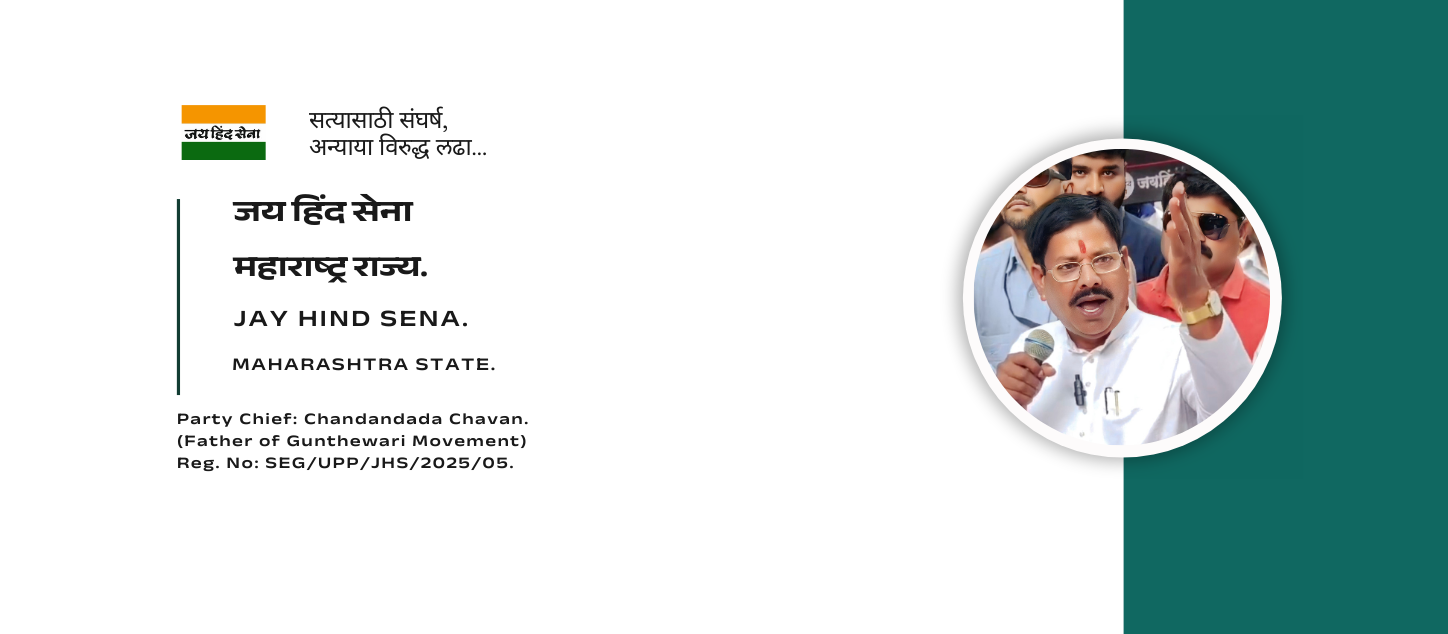 जय हिंद सेना
सत्यासाठी संघर्ष,
अन्याया विरुद्ध लढा...
जय हिंद सेना
महाराष्ट्र राज्य.
JAY HIND SENA.
MAHARASHTRA STATE.
Party Chief: Chandandada Chavan.
(Father of Gunthewari Movement)
Reg. No: SEG/UPP/JHS/2025/05.